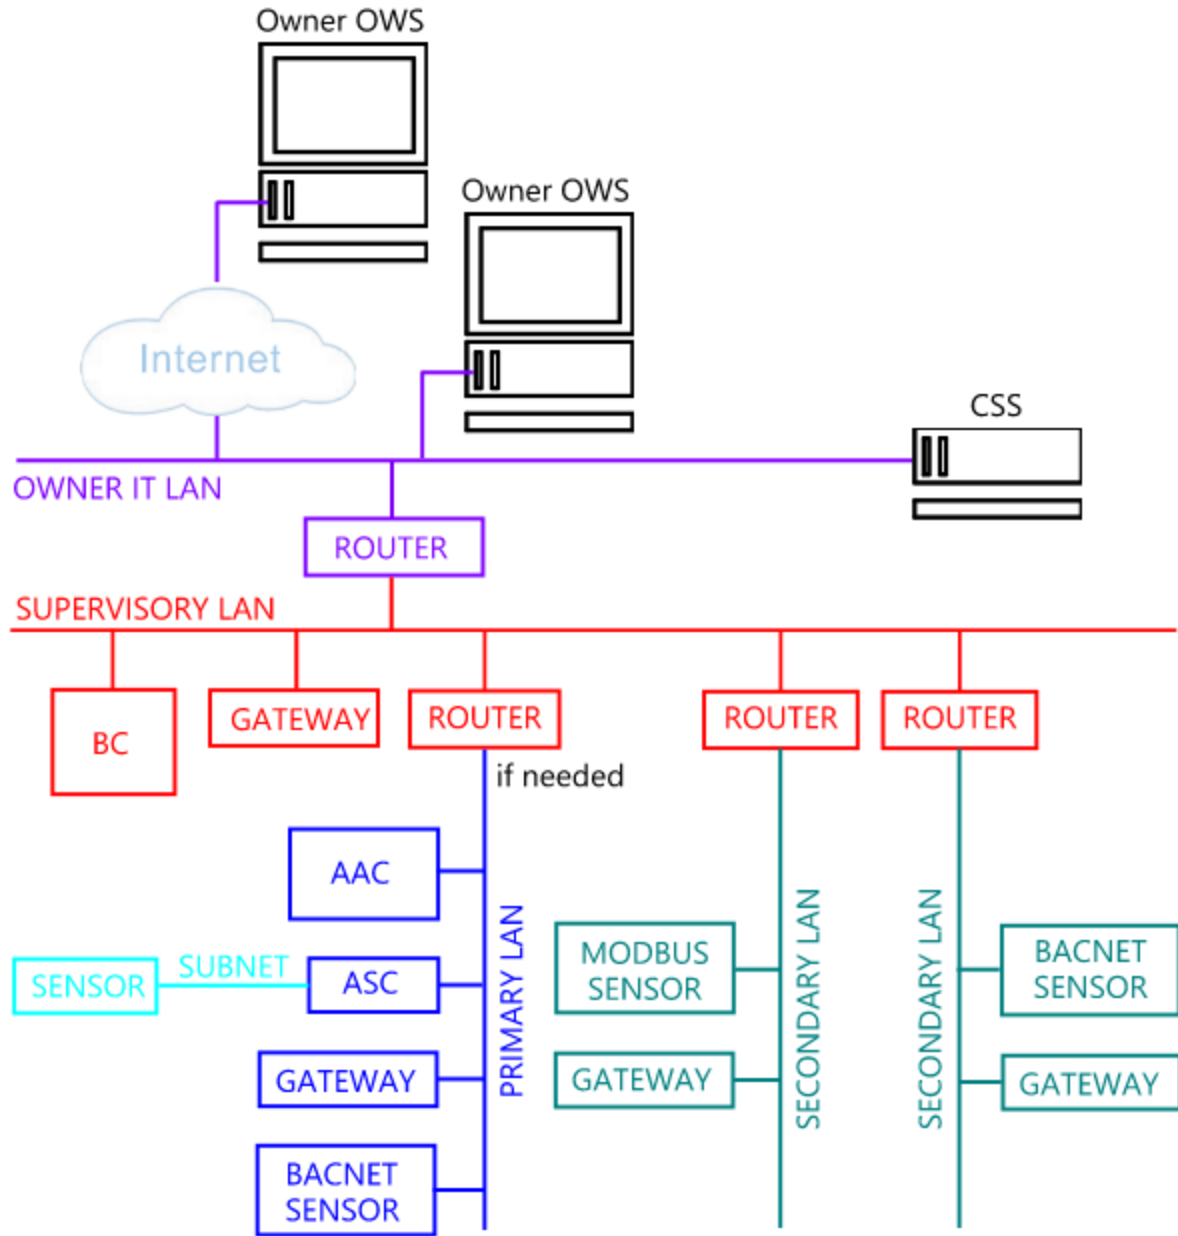 Owner OWS
Owner OWS
Internet
CSS
OWNER IT LAN
ROUTER
SUPERVISORY LAN
BC
GATEWAY
ROUTER
ROUTER
ROUTER
if needed
AAC
PRIMARY LAN
SECONDARY LAN
SECONDARY LAN
MODBUS
SENSOR
BACNET
SENSOR
SENSOR
SUBNET
ASC
GATEWAY
GATEWAY
GATEWAY
BACNET
SENSOR